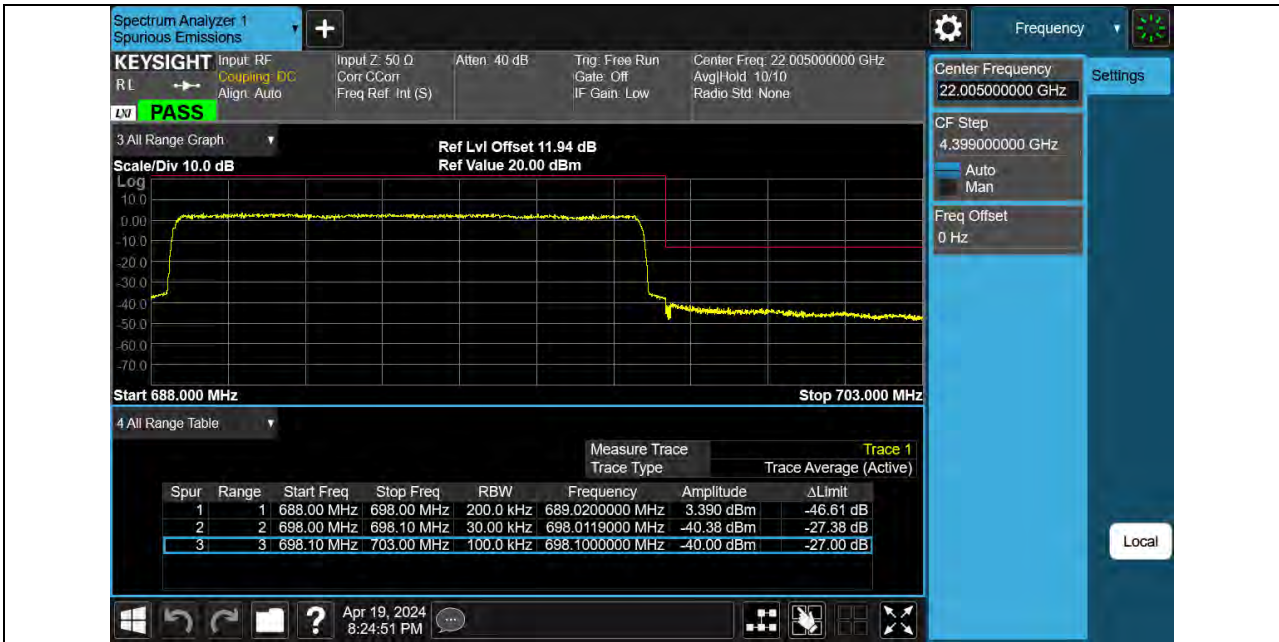 Spectrum Analyzer 1
Spurious Emissions
Frequency
KEYSIGHT Input: RF Input Z: 50 Ω Atten: 40 dB Trig: Free Run Center Freq: 22.005000000 GHz
RL Coupling: DC Corr CCorr Gate: Off Avg|Hold: 10/10
Align: Auto Freq Ref: Int (S) IF Gain: Low Radio Std: None
LXI PASS
3 All Range Graph
Ref Lvl Offset 11.94 dB
Scale/Div 10.0 dB Ref Value 20.00 dBm
Log
10.0
0.00
-10.0
-20.0
-30.0
-40.0
-50.0
-60.0
-70.0
Start 688.000 MHz Stop 703.000 MHz
4 All Range Table
Measure Trace Trace 1
Trace Type Trace Average (Active)
Spur Range Start Freq Stop Freq RBW Frequency Amplitude ΔLimit
1 1 688.00 MHz 698.00 MHz 200.0 kHz 689.0200000 MHz 3.390 dBm -46.61 dB
2 2 698.00 MHz 698.10 MHz 30.00 kHz 698.0119000 MHz -40.38 dBm -27.38 dB
3 3 698.10 MHz 703.00 MHz 100.0 kHz 698.1000000 MHz -40.00 dBm -27.00 dB
Center Frequency
22.005000000 GHz
Settings
CF Step
4.399000000 GHz
Auto
Man
Freq Offset
0 Hz
Local
? Apr 19, 2024
8:24:51 PM